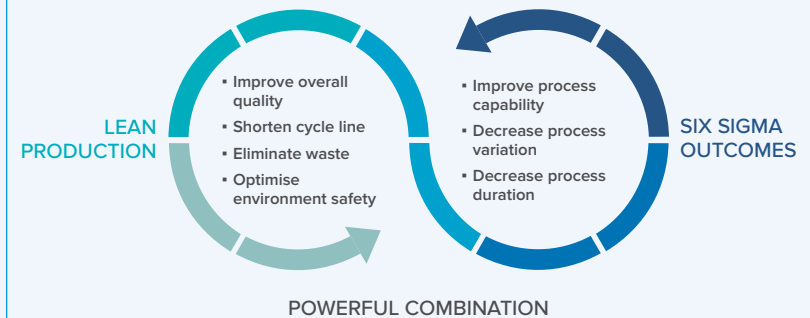 LEAN
PRODUCTION
▪ Improve overall
quality
▪ Shorten cycle line
▪ Eliminate waste
▪ Optimise
environment safety
▪ Improve process
capability
▪ Decrease process
variation
▪ Decrease process
duration
SIX SIGMA
OUTCOMES
POWERFUL COMBINATION